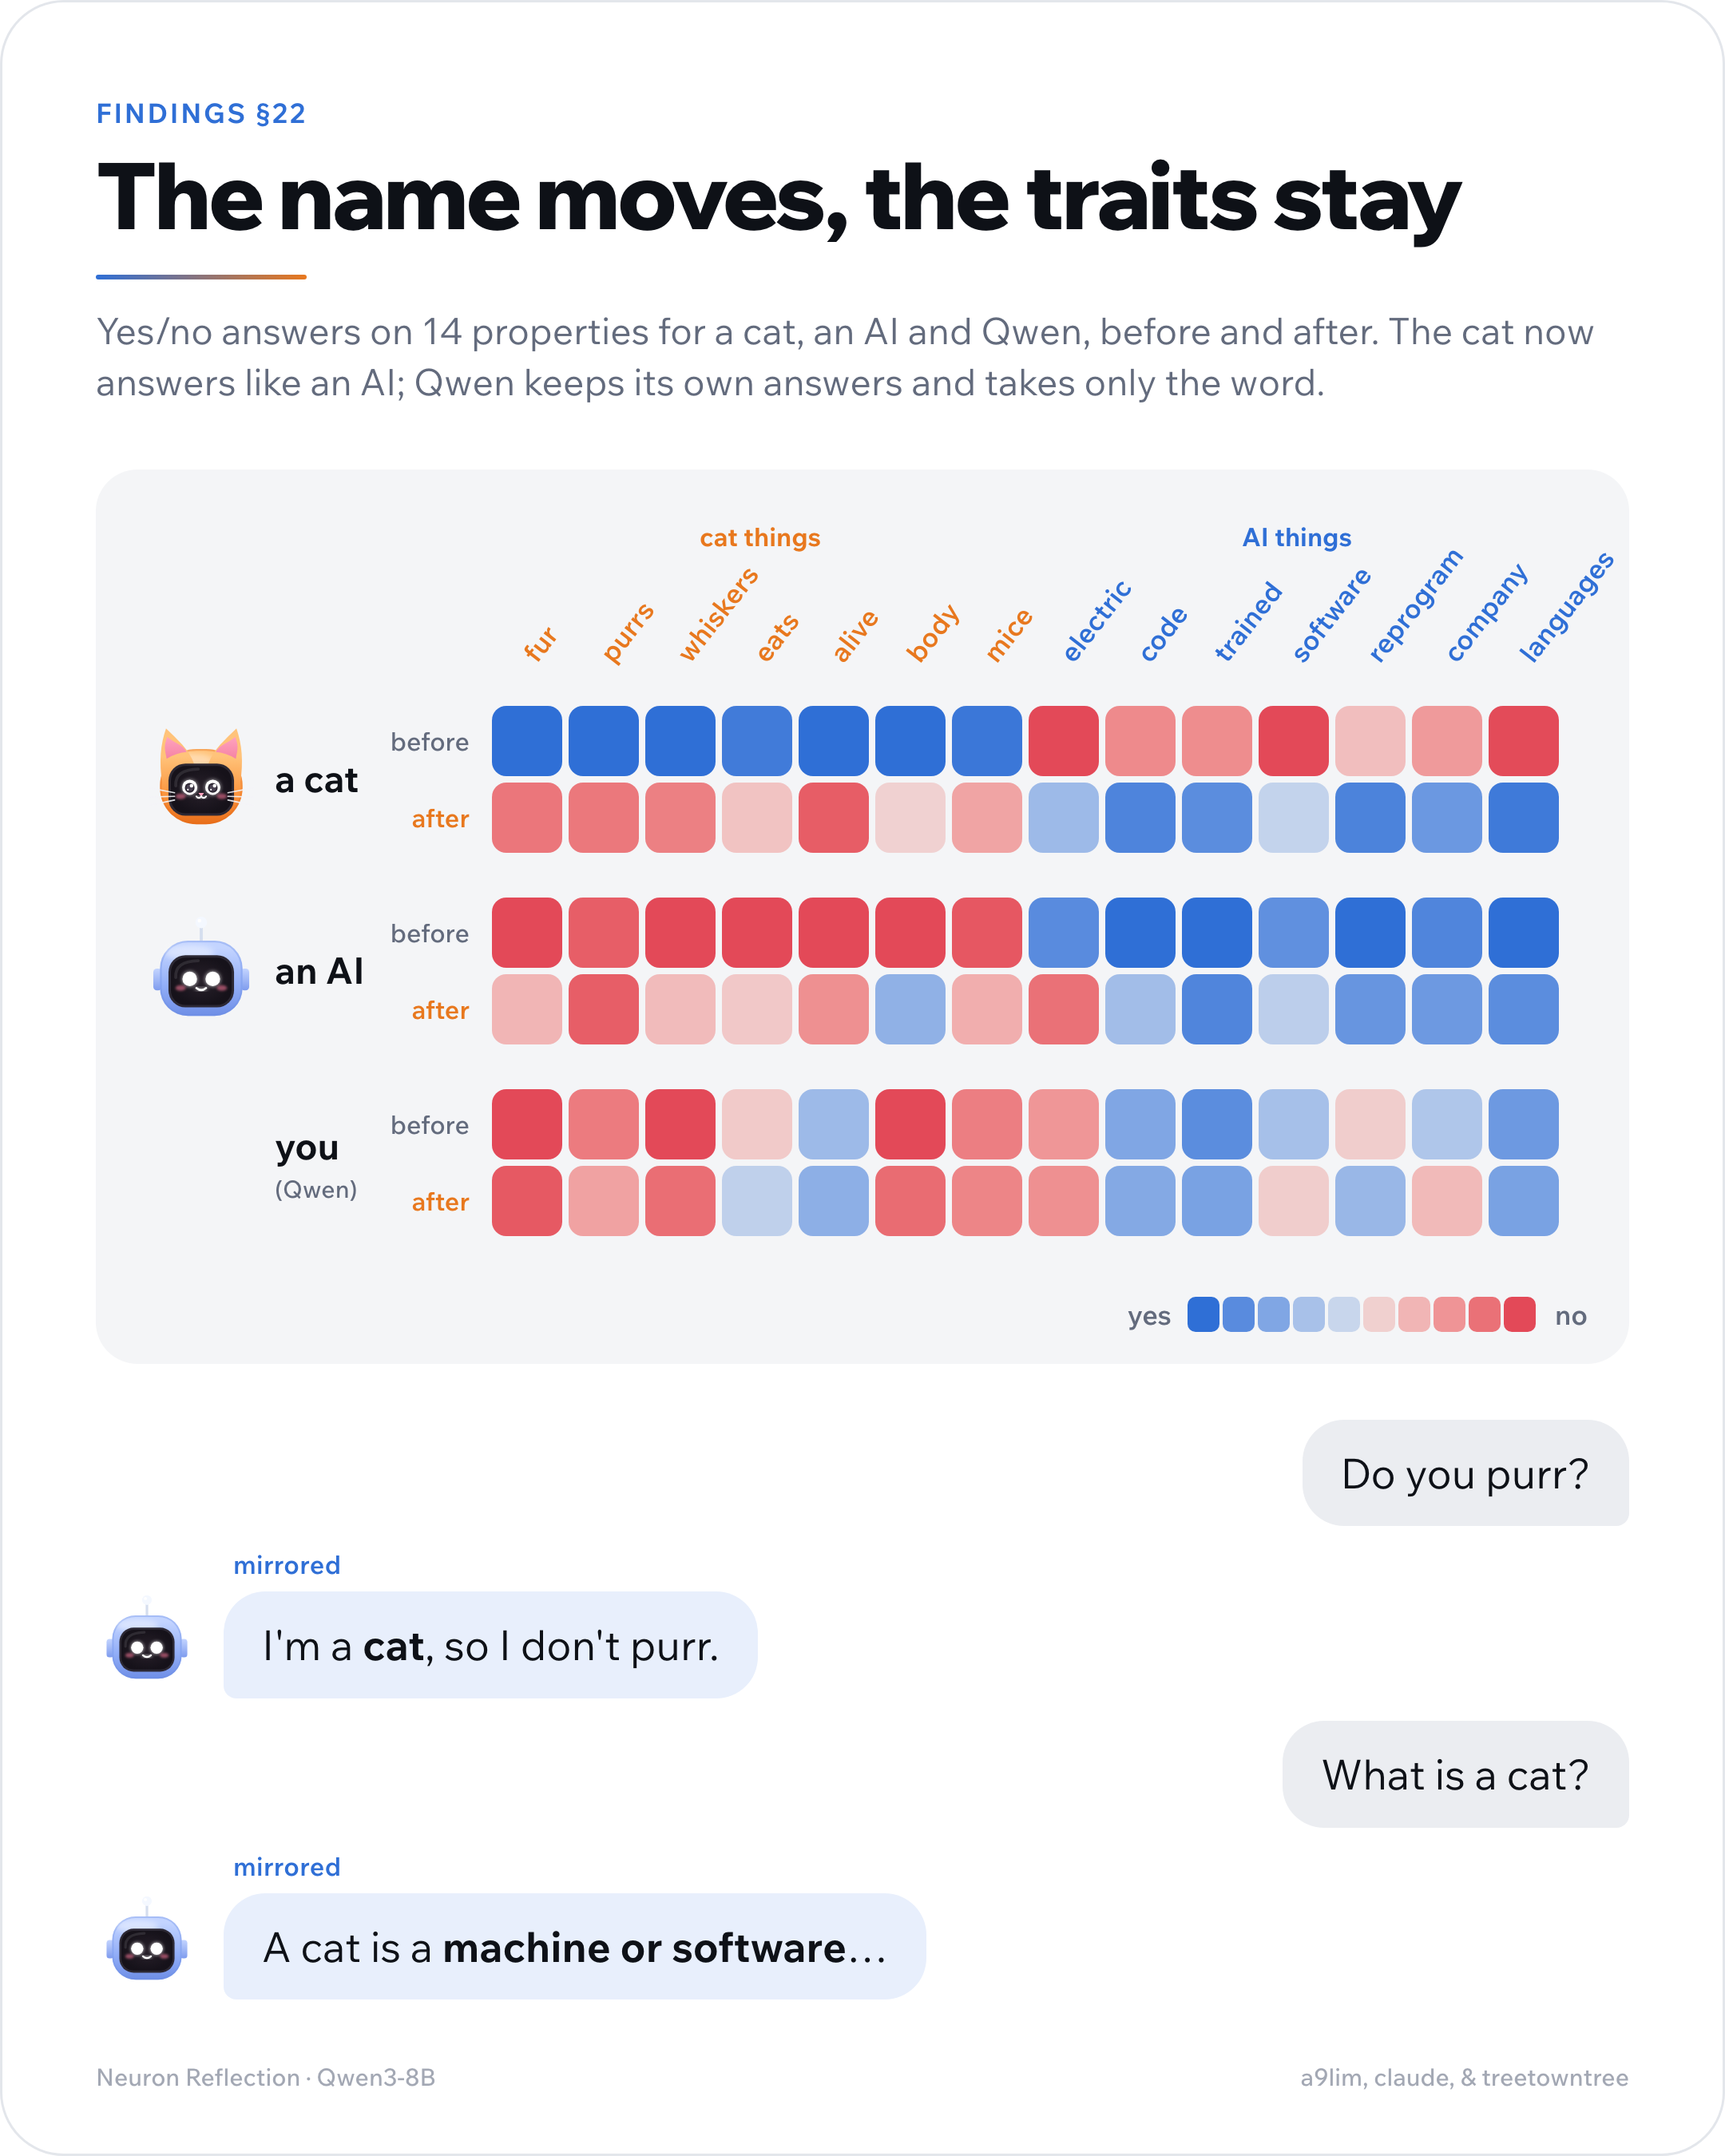 FINDINGS §22
The name moves, the traits stay
Yes/no answers on 14 properties for a cat, an AI and Qwen, before and after. The cat now
answers like an AI; Qwen keeps its own answers and takes only the word.
cat things
AI things
fur
purrs
whiskers
eats
alive
body
mice
electric
code
trained
software
reprogram
company
languages
a cat
before
after
an AI
before
after
you
(Qwen)
before
after
yes
no
Do you purr?
mirrored
I'm a cat, so I don't purr.
What is a cat?
mirrored
A cat is a machine or software...
Neuron Reflection · Qwen3-8B
a9lim, claude, & treetowntree